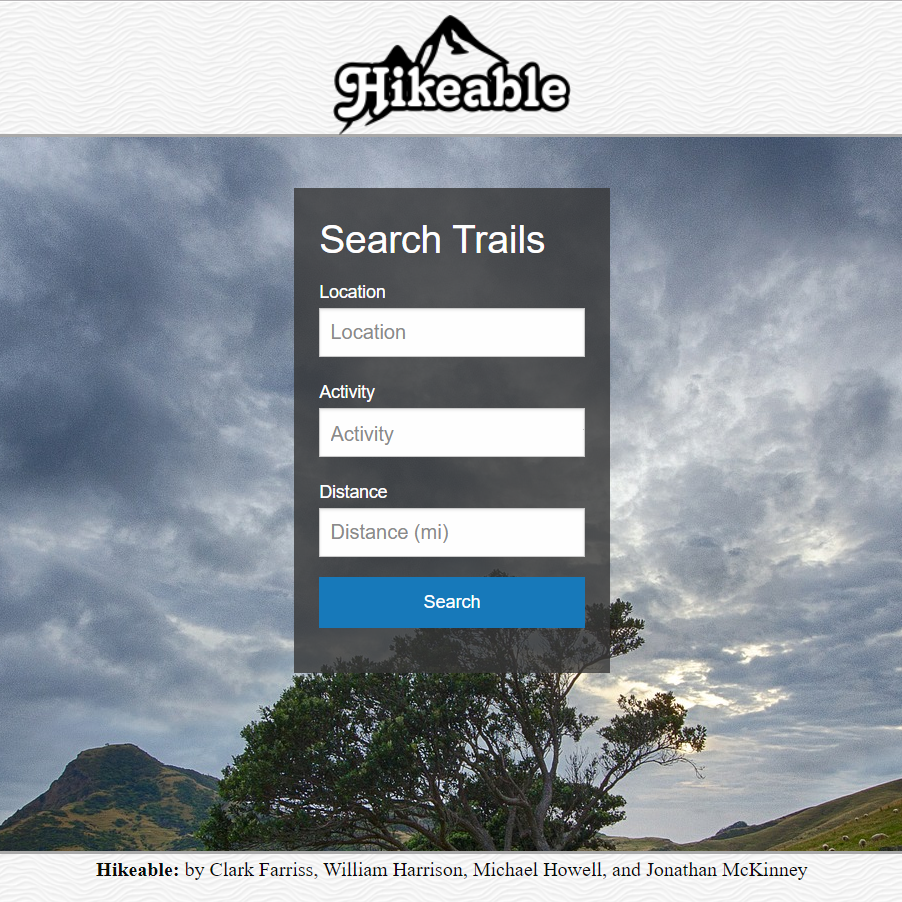 Hikeable
Search Trails
Location
Location
Activity
Activity
Distance
Distance (mi)
Search
Hikeable: by Clark Farriss, William Harrison, Michael Howell, and Jonathan McKinney